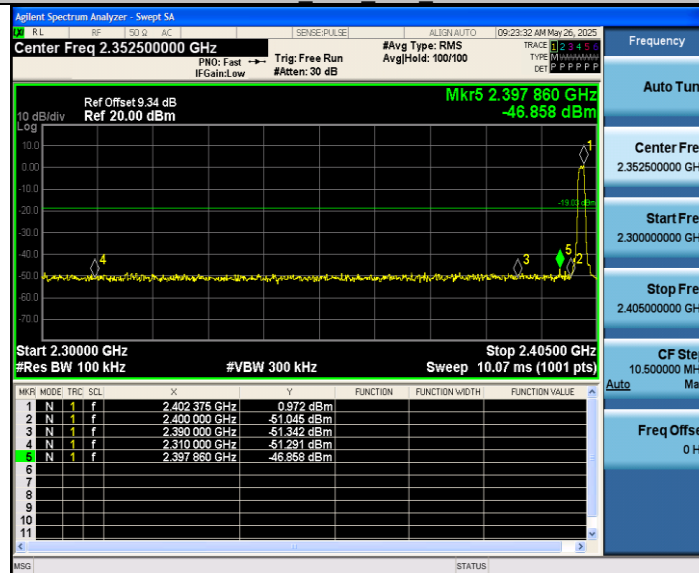 Agilent Spectrum Analyzer - Swept SA
RL RF 50 Ω AC SENSE:PULSE ALIGN AUTO 09:23:32 AM May 26, 2025
Center Freq 2.352500000 GHz
#Avg Type: RMS
TRACE 1 2 3 4 5 6
PNO: Fast Trig: Free Run Avg|Hold: 100/100
TYPE M
IFGain:Low #Atten: 30 dB
DET P P P P P P
Frequency
Auto Tun
Center Fre
2.352500000 GH
Start Fre
2.300000000 GH
Stop Fre
2.405000000 GH
CF Ste
10.500000 MH
Auto Ma
Freq Offse
0 H
Mkr5 2.397 860 GHz
Ref Offset 9.34 dB
-46.858 dBm
10 dB/div Ref 20.00 dBm
Log
10.0
0.00
-10.0
-20.0
-30.0
-40.0
-50.0
-60.0
-70.0
1
-19.03 dBm
4
3
5
2
Start 2.30000 GHz Stop 2.40500 GHz
#Res BW 100 kHz #VBW 300 kHz Sweep 10.07 ms (1001 pts)
MKR MODE TRC SCL X Y FUNCTION FUNCTION WIDTH FUNCTION VALUE
1 N 1 f 2.402 375 GHz 0.972 dBm
2 N 1 f 2.400 000 GHz -51.045 dBm
3 N 1 f 2.390 000 GHz -51.342 dBm
4 N 1 f 2.310 000 GHz -51.291 dBm
5 N 1 f 2.397 860 GHz -46.858 dBm
6
7
8
9
10
11
MSG STATUS